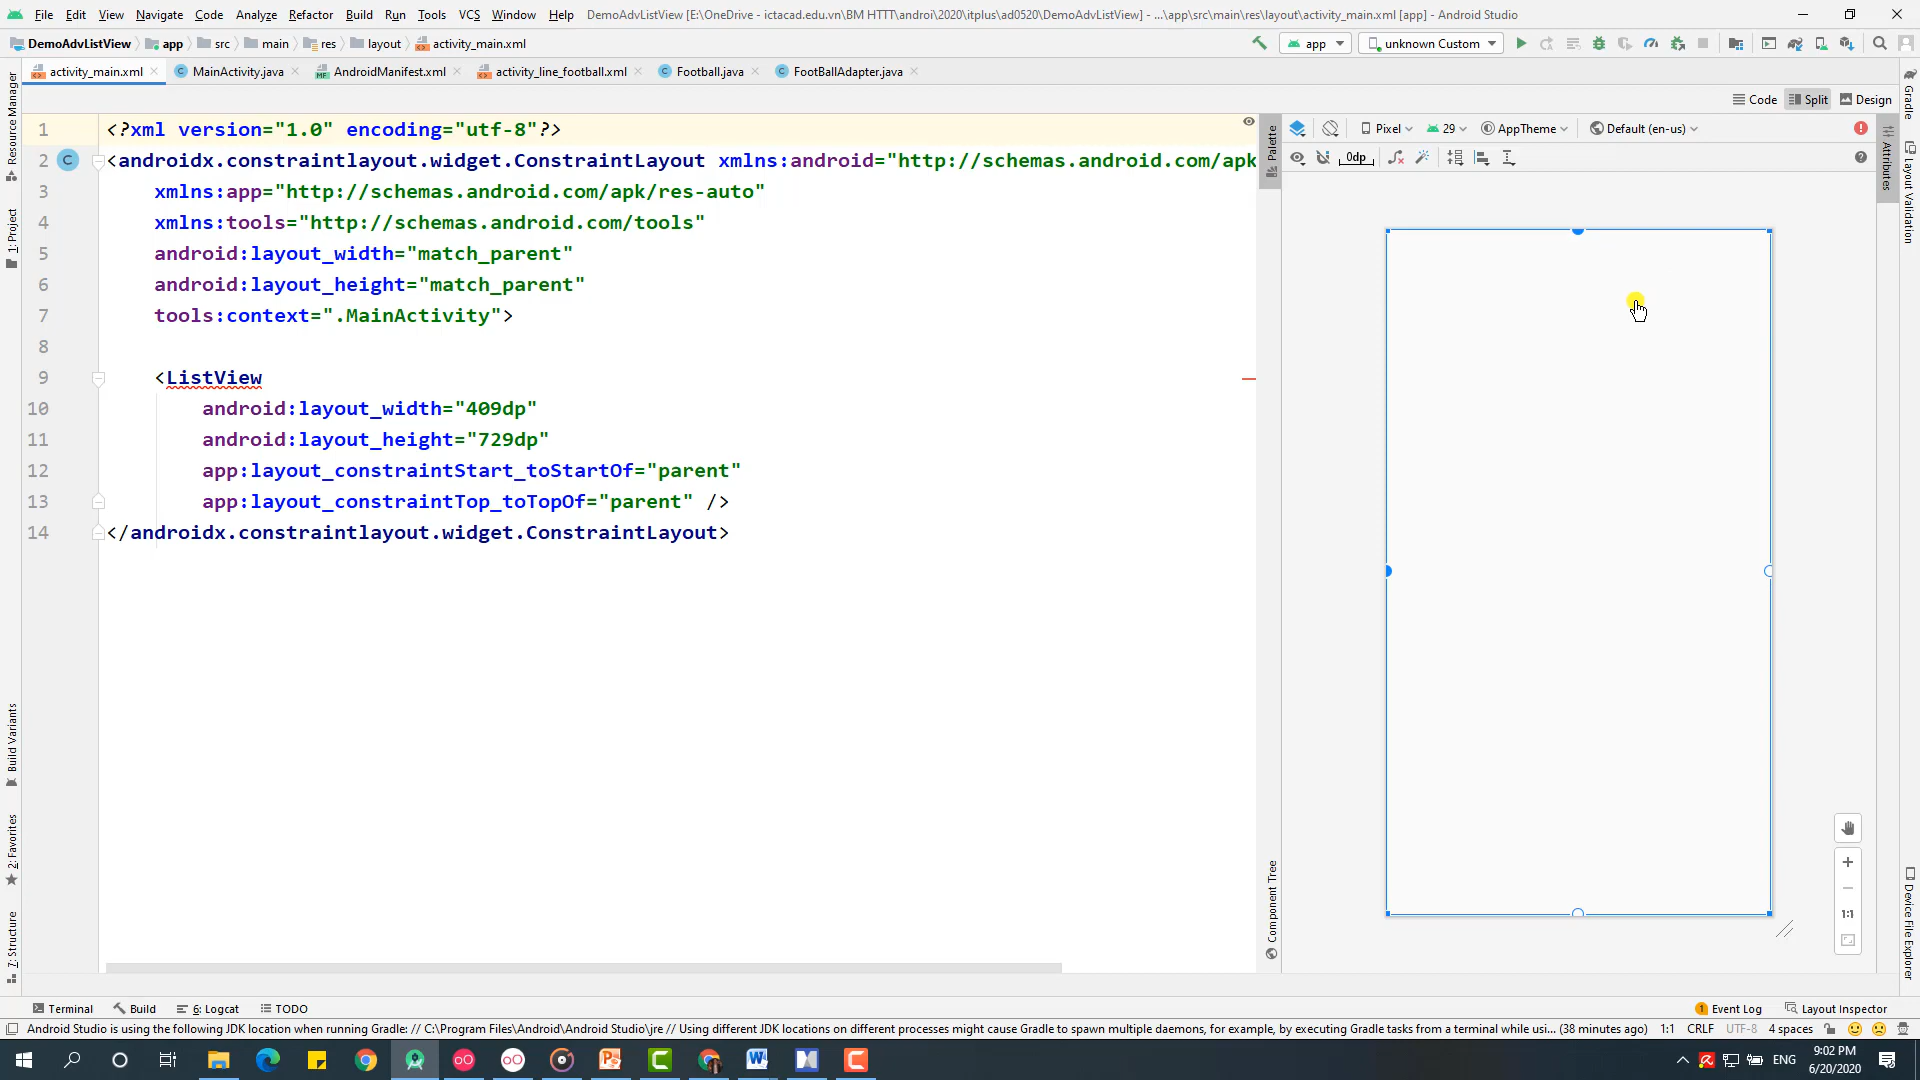 File Edit View Navigate Code Analyze Refactor Build Run Tools VCS Window Help DemoAdvListView [E:\OneDrive - ictacad.edu.vn\BM HTTT\androi\2020\itplus\ad0520\DemoAdvListView] - ...\app\src\main\res\layout\activity_main.xml [app] - Android Studio
DemoAdvListView app src main res layout activity_main.xml app unknown Custom
activity_main.xml MainActivity.java AndroidManifest.xml activity_line_football.xml Football.java FootBallAdapter.java
Code Split Design
Pixel 29 AppTheme Default (en-us)
0dp
1 <?xml version="1.0" encoding="utf-8"?>
2 <androidx.constraintlayout.widget.ConstraintLayout xmlns:android="http://schemas.android.com/apk
3 xmlns:app="http://schemas.android.com/apk/res-auto"
4 xmlns:tools="http://schemas.android.com/tools"
5 android:layout_width="match_parent"
6 android:layout_height="match_parent"
7 tools:context=".MainActivity">
8
9 <ListView
10 android:layout_width="409dp"
11 android:layout_height="729dp"
12 app:layout_constraintStart_toStartOf="parent"
13 app:layout_constraintTop_toTopOf="parent" />
14 </androidx.constraintlayout.widget.ConstraintLayout>
Resource Manager
1: Project
Build Variants
2: Favorites
7: Structure
Palette
Component Tree
Attributes
Gradle
Layout Validation
Device File Explorer
1:1
Terminal Build 6: Logcat TODO 1 Event Log Layout Inspector
Android Studio is using the following JDK location when running Gradle: // C:\Program Files\Android\Android Studio\jre // Using different JDK locations on different processes might cause Gradle to spawn multiple daemons, for example, by executing Gradle tasks from a terminal while usi... (38 minutes ago) 1:1 CRLF UTF-8 4 spaces
ENG
9:02 PM
6/20/2020